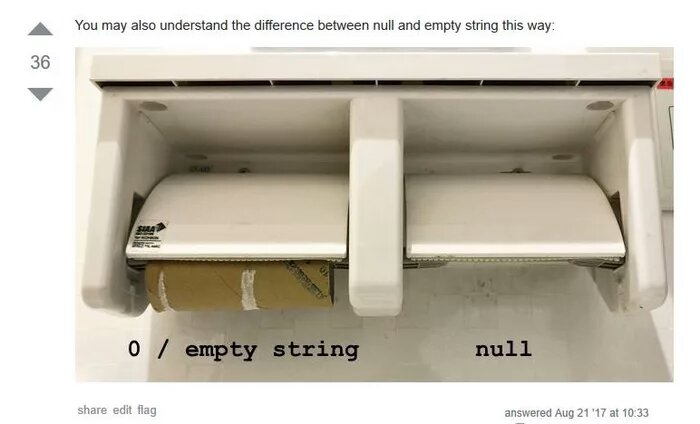 You may also understand the difference between null and empty string this way:
36
SIAA
0 / empty string
null
share edit flag
answered Aug 21 '17 at 10:33